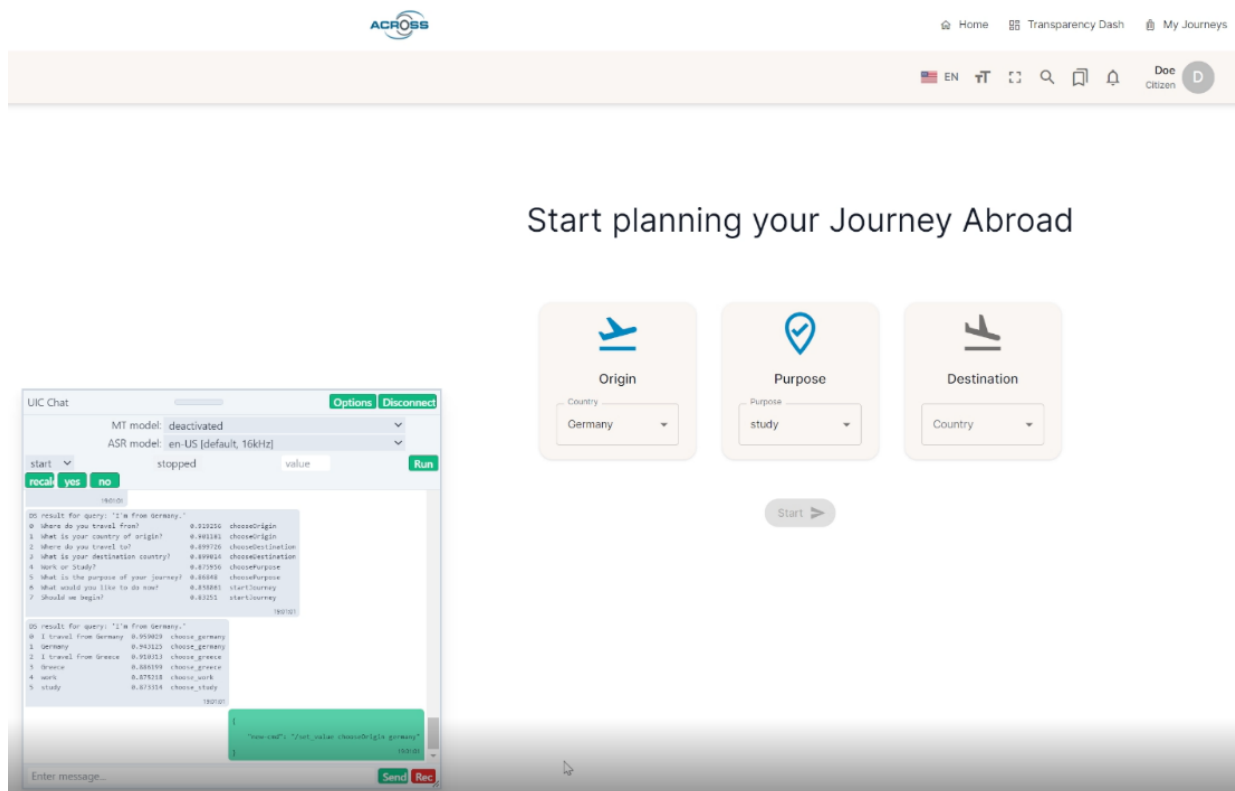 ACROSS
Home Transparency Dash My Journeys
EN Doe
Citizen D
Start planning your Journey Abroad
Origin Purpose Destination
Country Purpose
Germany study Country
Start
UIC Chat Options Disconnect
MT model: deactivated
ASR model: en-US [default, 16kHz]
start stopped value Run
recal yes no
DS result for query: "I'm from Germany."
0 Where do you travel from? chooseOrigin
1 What is your country of origin? chooseOrigin
2 Where do you travel to? chooseDestination
3 What is your destination country? chooseDestination
4 Work or Study? choosePurpose
5 What is the purpose of your journey? choosePurpose
6 What would you like to do now? startJourney
7 Should we begin? startJourney
DS result for query: "I'm from Germany."
0 I travel from Germany choose_germany
1 Germany choose_germany
2 I travel from Greece choose_greece
3 Greece choose_greece
4 work choose_work
5 study choose_study
{
"new-cmd": "/set_value chooseOrigin germany"
}
Enter message... Send Rec